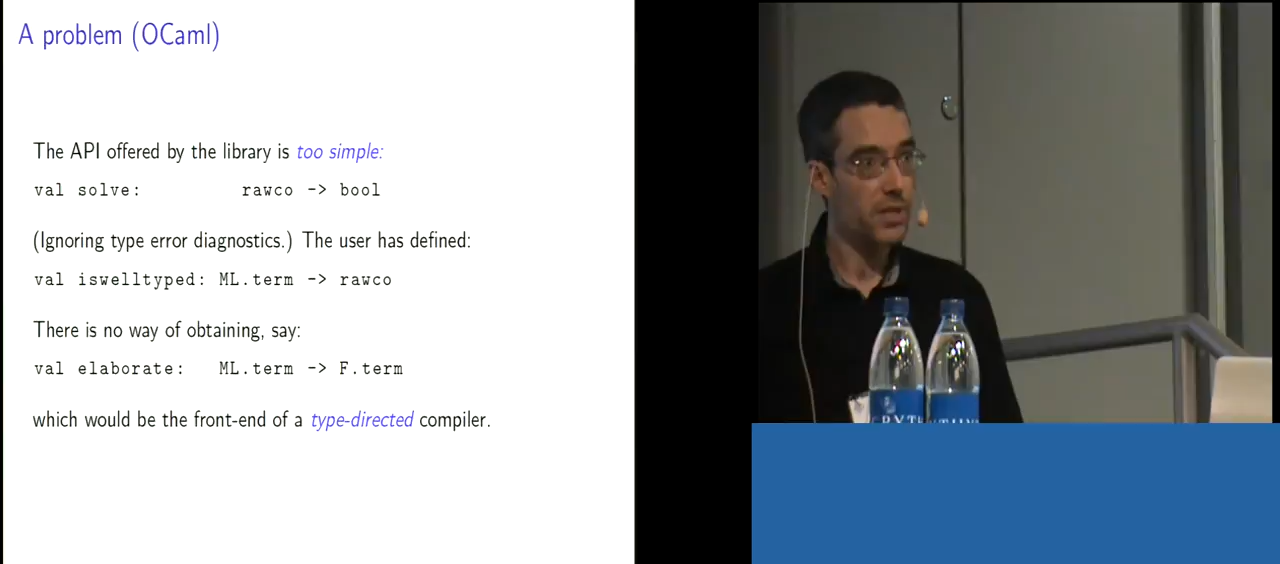 A problem (OCaml)
The API offered by the library is too simple:
val solve: rawco -> bool
(Ignoring type error diagnostics.) The user has defined:
val iswelltyped: ML.term -> rawco
There is no way of obtaining, say:
val elaborate: ML.term -> F.term
which would be the front-end of a type-directed compiler.